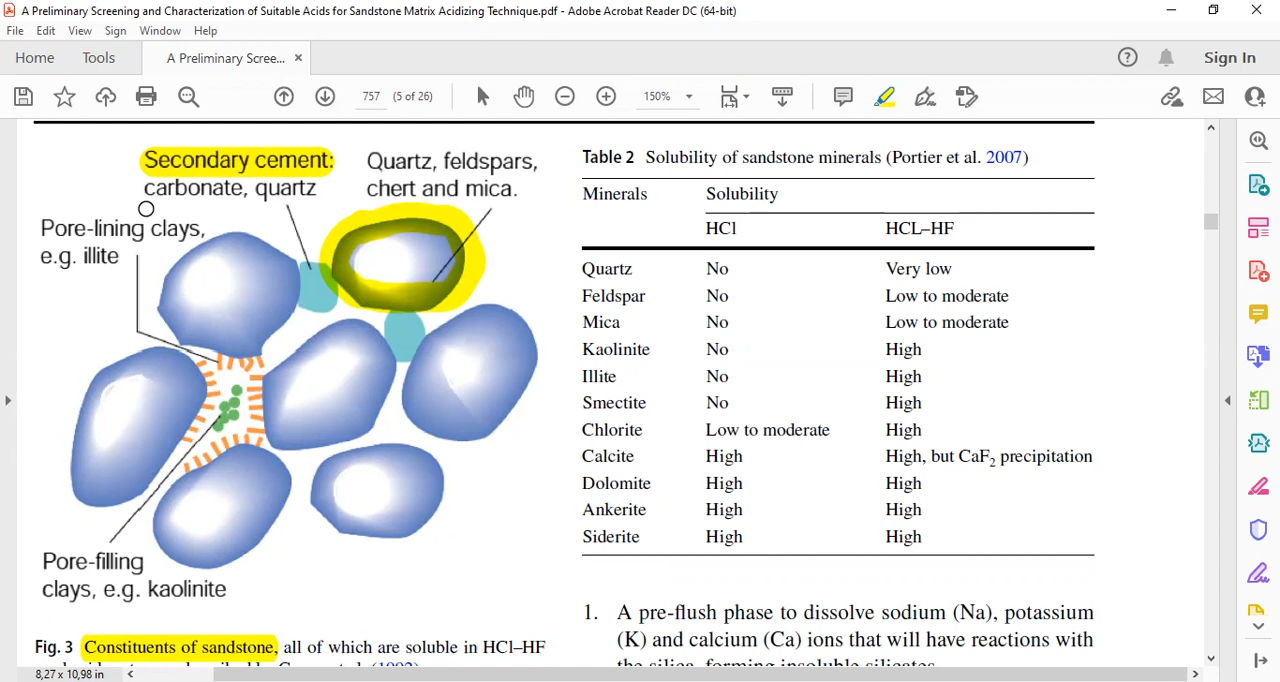 A Preliminary Screening and Characterization of Suitable Acids for Sandstone Matrix Acidizing Technique.pdf - Adobe Acrobat Reader DC (64-bit)
File Edit View Sign Window Help
Home Tools A Preliminary Scree... × Sign In
757 (5 of 26) 150%
Secondary cement:
carbonate, quartz
Quartz, feldspars,
chert and mica.
Pore-lining clays,
e.g. illite
Pore-filling
clays, e.g. kaolinite
Fig. 3 Constituents of sandstone, all of which are soluble in HCl–HF
Table 2 Solubility of sandstone minerals (Portier et al. 2007)
Minerals Solubility
HCl HCL–HF
Quartz No Very low
Feldspar No Low to moderate
Mica No Low to moderate
Kaolinite No High
Illite No High
Smectite No High
Chlorite Low to moderate High
Calcite High High, but CaF2 precipitation
Dolomite High High
Ankerite High High
Siderite High High
1. A pre-flush phase to dissolve sodium (Na), potassium
(K) and calcium (Ca) ions that will have reactions with
the silica, forming insoluble silicates
8,27 x 10,98 in